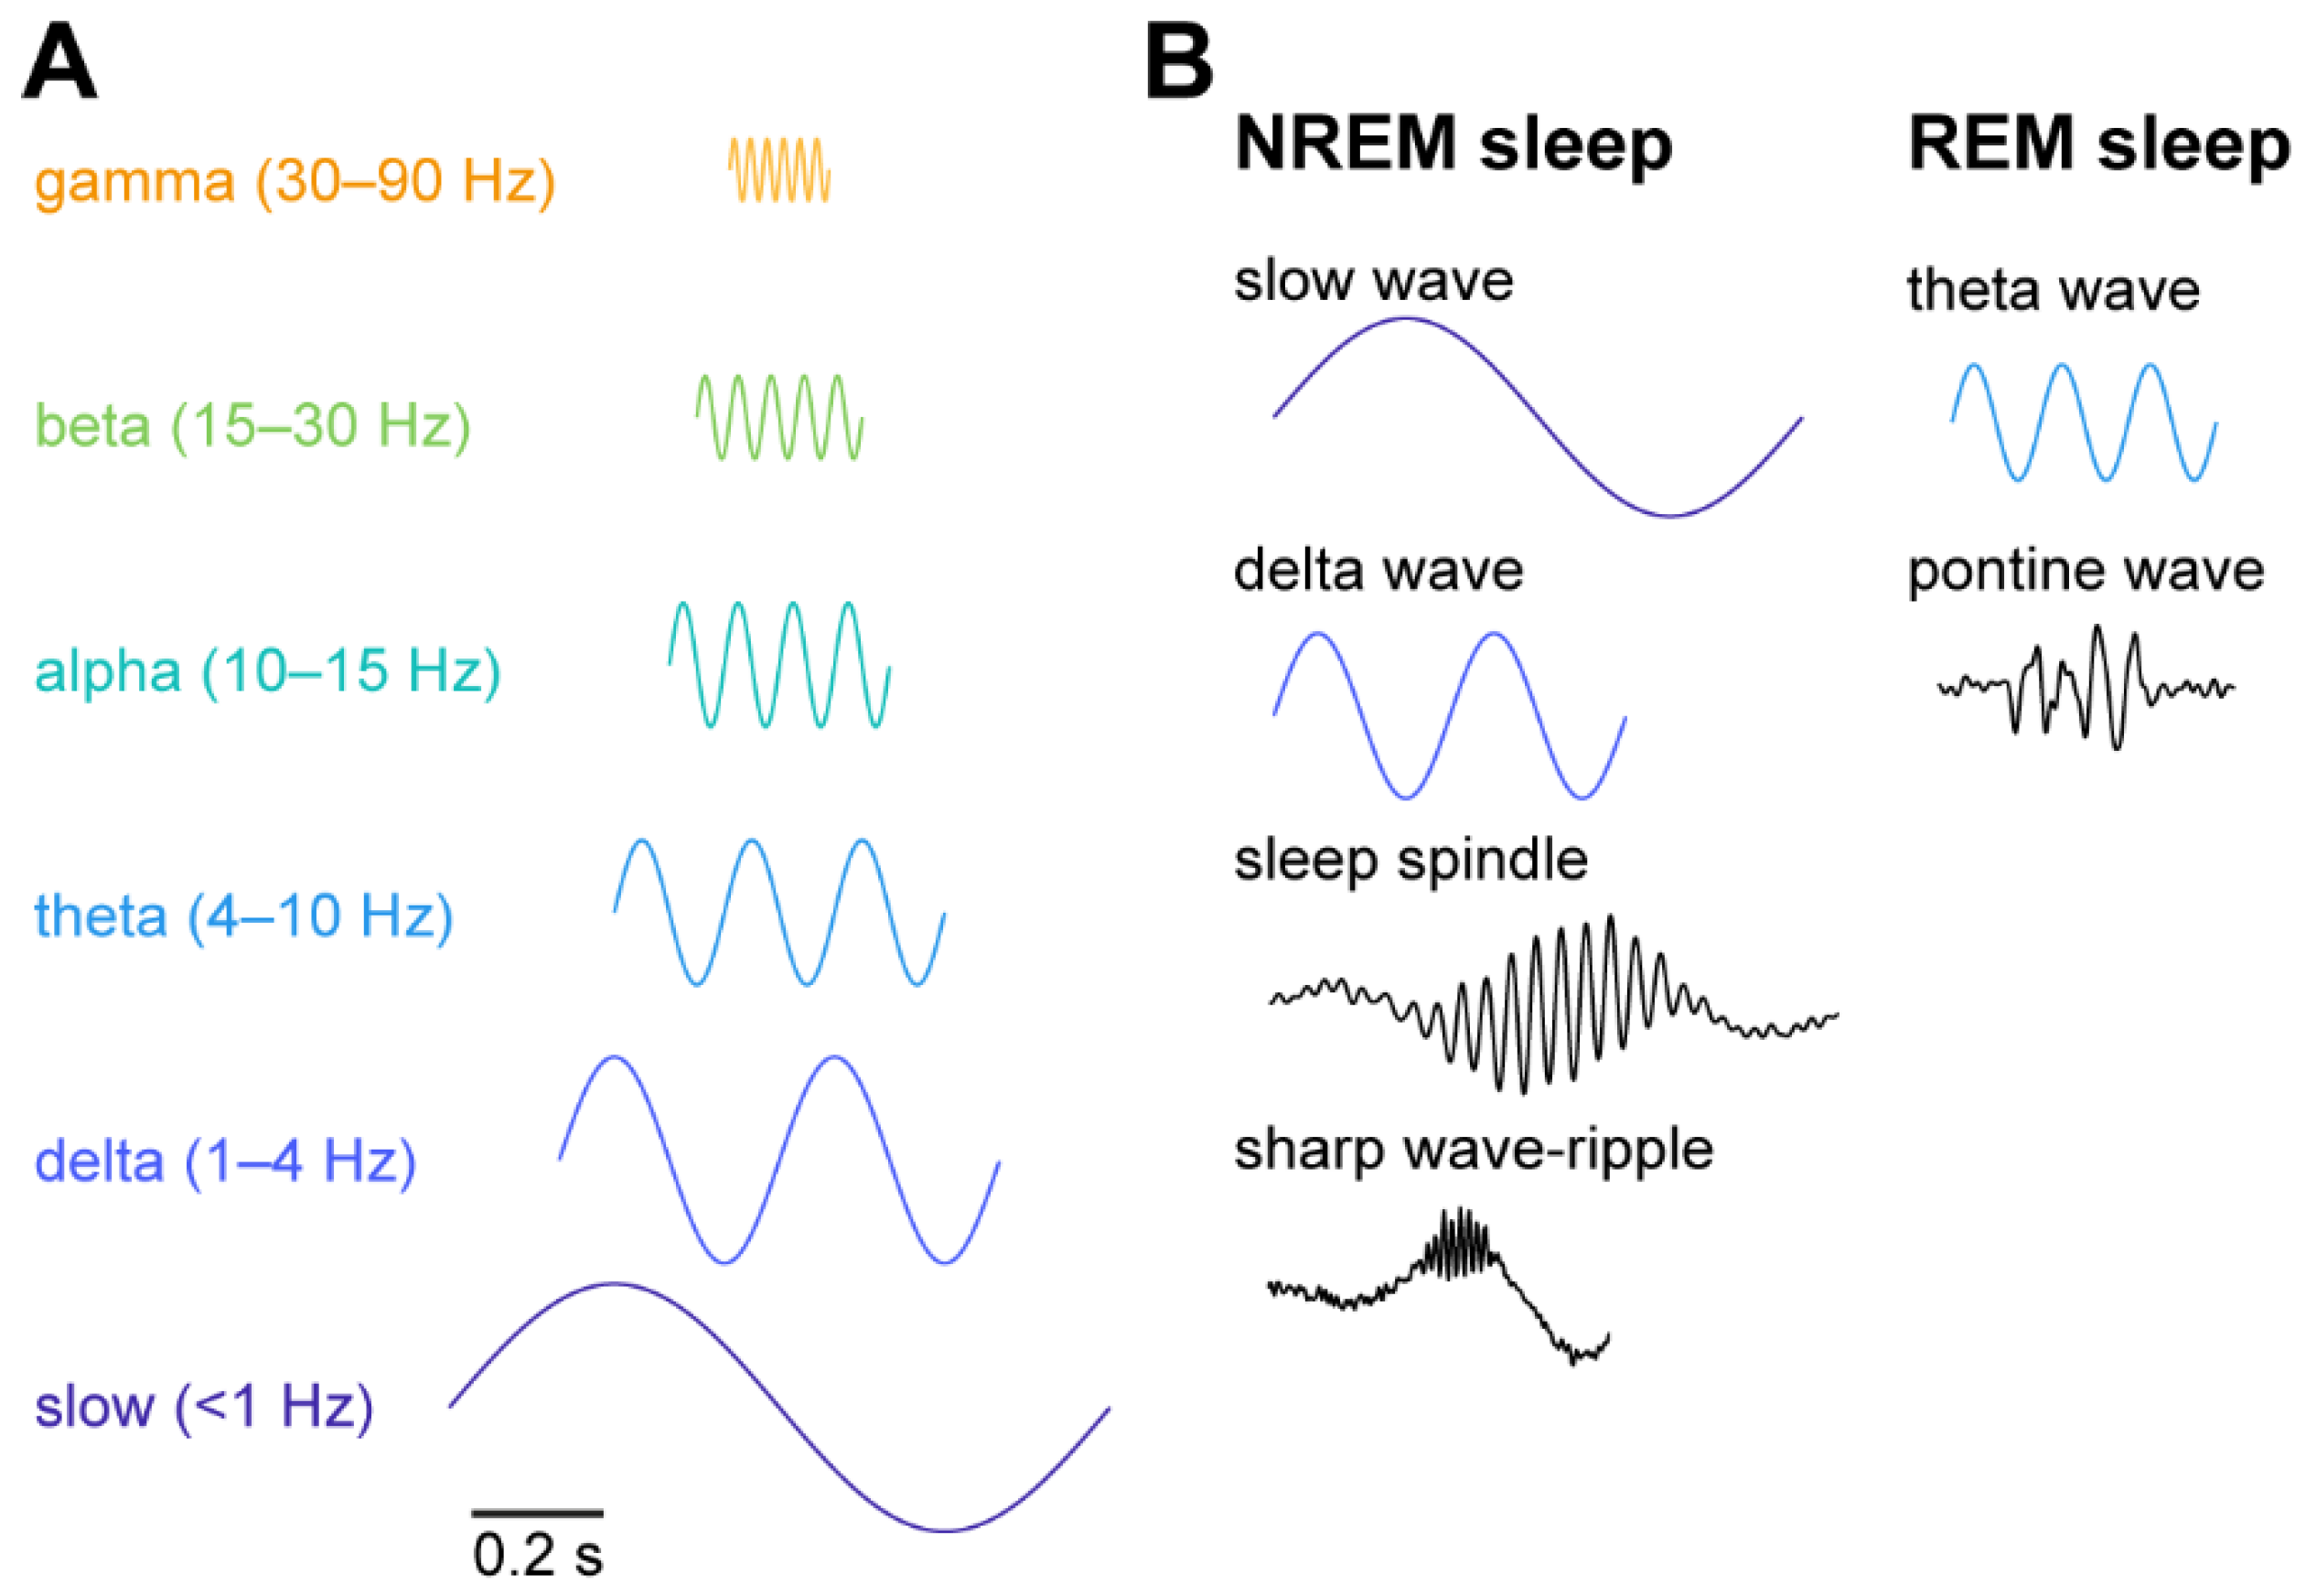 A
gamma (30–90 Hz)
beta (15–30 Hz)
alpha (10–15 Hz)
theta (4–10 Hz)
delta (1–4 Hz)
slow (<1 Hz)
0.2 s
B
NREM sleep
slow wave
delta wave
sleep spindle
sharp wave-ripple
REM sleep
theta wave
pontine wave